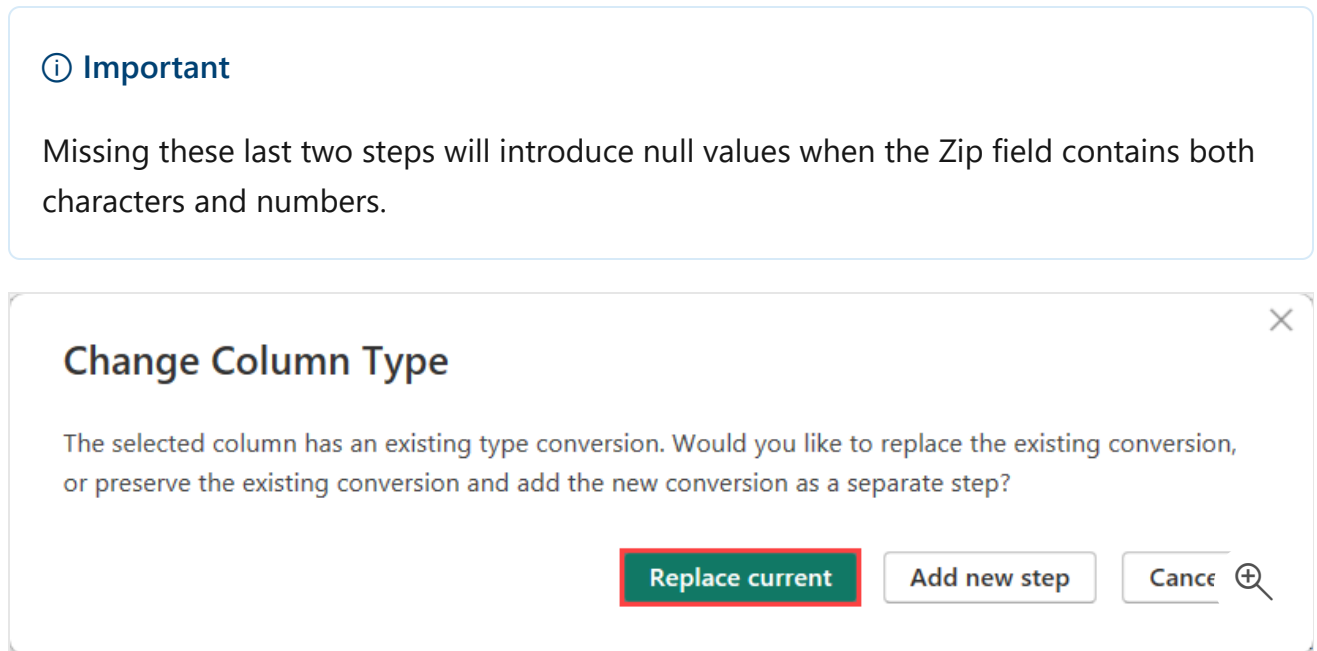 Important
Missing these last two steps will introduce null values when the Zip field contains both
characters and numbers.
Change Column Type
The selected column has an existing type conversion. Would you like to replace the existing conversion,
or preserve the existing conversion and add the new conversion as a separate step?
Replace current Add new step Cance